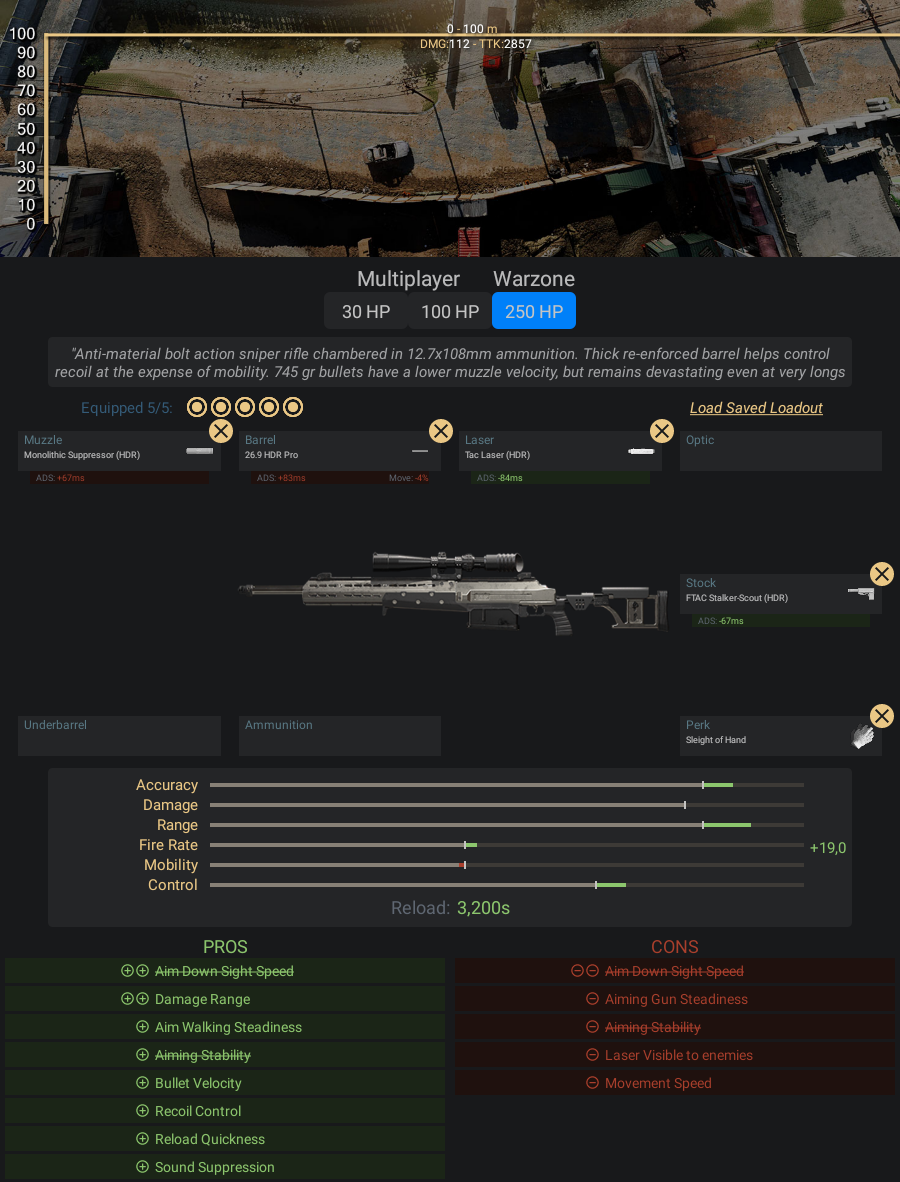 0 - 100 m
DMG:112 - TTK:2857
100
90
80
70
60
50
40
30
20
10
0
Multiplayer Warzone
30 HP 100 HP 250 HP
"Anti-material bolt action sniper rifle chambered in 12.7x108mm ammunition. Thick re-enforced barrel helps control
recoil at the expense of mobility. 745 gr bullets have a lower muzzle velocity, but remains devastating even at very longs
Equipped 5/5: Load Saved Loadout
Muzzle Barrel Laser Optic
Monolithic Suppressor (HDR) 26.9 HDR Pro Tac Laser (HDR)
ADS: +67ms ADS: +83ms Move: -4% ADS: -84ms
Stock
FTAC Stalker-Scout (HDR)
ADS: -67ms
Underbarrel Ammunition Perk
Sleight of Hand
Accuracy
Damage
Range
Fire Rate +19,0
Mobility
Control
Reload: 3,200s
PROS CONS
Aim Down Sight Speed Aim Down Sight Speed
Damage Range Aiming Gun Steadiness
Aim Walking Steadiness Aiming Stability
Aiming Stability Laser Visible to enemies
Bullet Velocity Movement Speed
Recoil Control
Reload Quickness
Sound Suppression